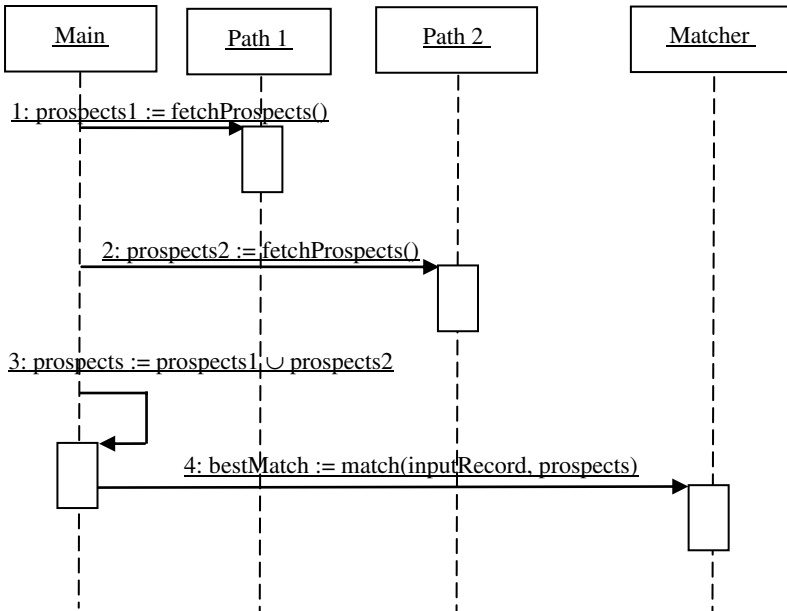 Main
Path 1
Path 2
Matcher
1: prospects1 := fetchProspects()
2: prospects2 := fetchProspects()
3: prospects := prospects1 ∪ prospects2
4: bestMatch := match(inputRecord, prospects)